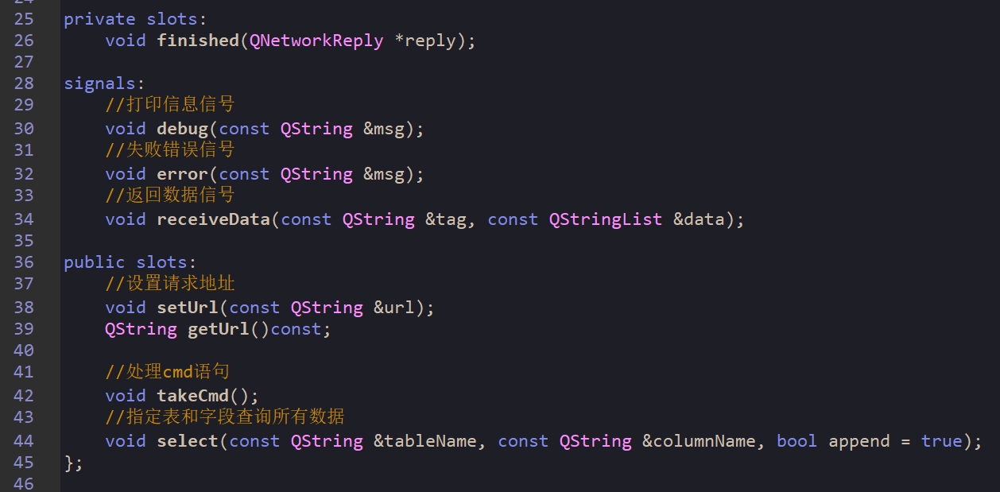 25 private slots:
26     void finished(QNetworkReply *reply);
27
28 signals:
29     //打印信息信号
30     void debug(const QString &msg);
31     //失败错误信号
32     void error(const QString &msg);
33     //返回数据信号
34     void receiveData(const QString &tag, const QStringList &data);
35
36 public slots:
37     //设置请求地址
38     void setUrl(const QString &url);
39     QString getUrl()const;
40
41     //处理cmd语句
42     void takeCmd();
43     //指定表和字段查询所有数据
44     void select(const QString &tableName, const QString &columnName, bool append = true);
45 };
46